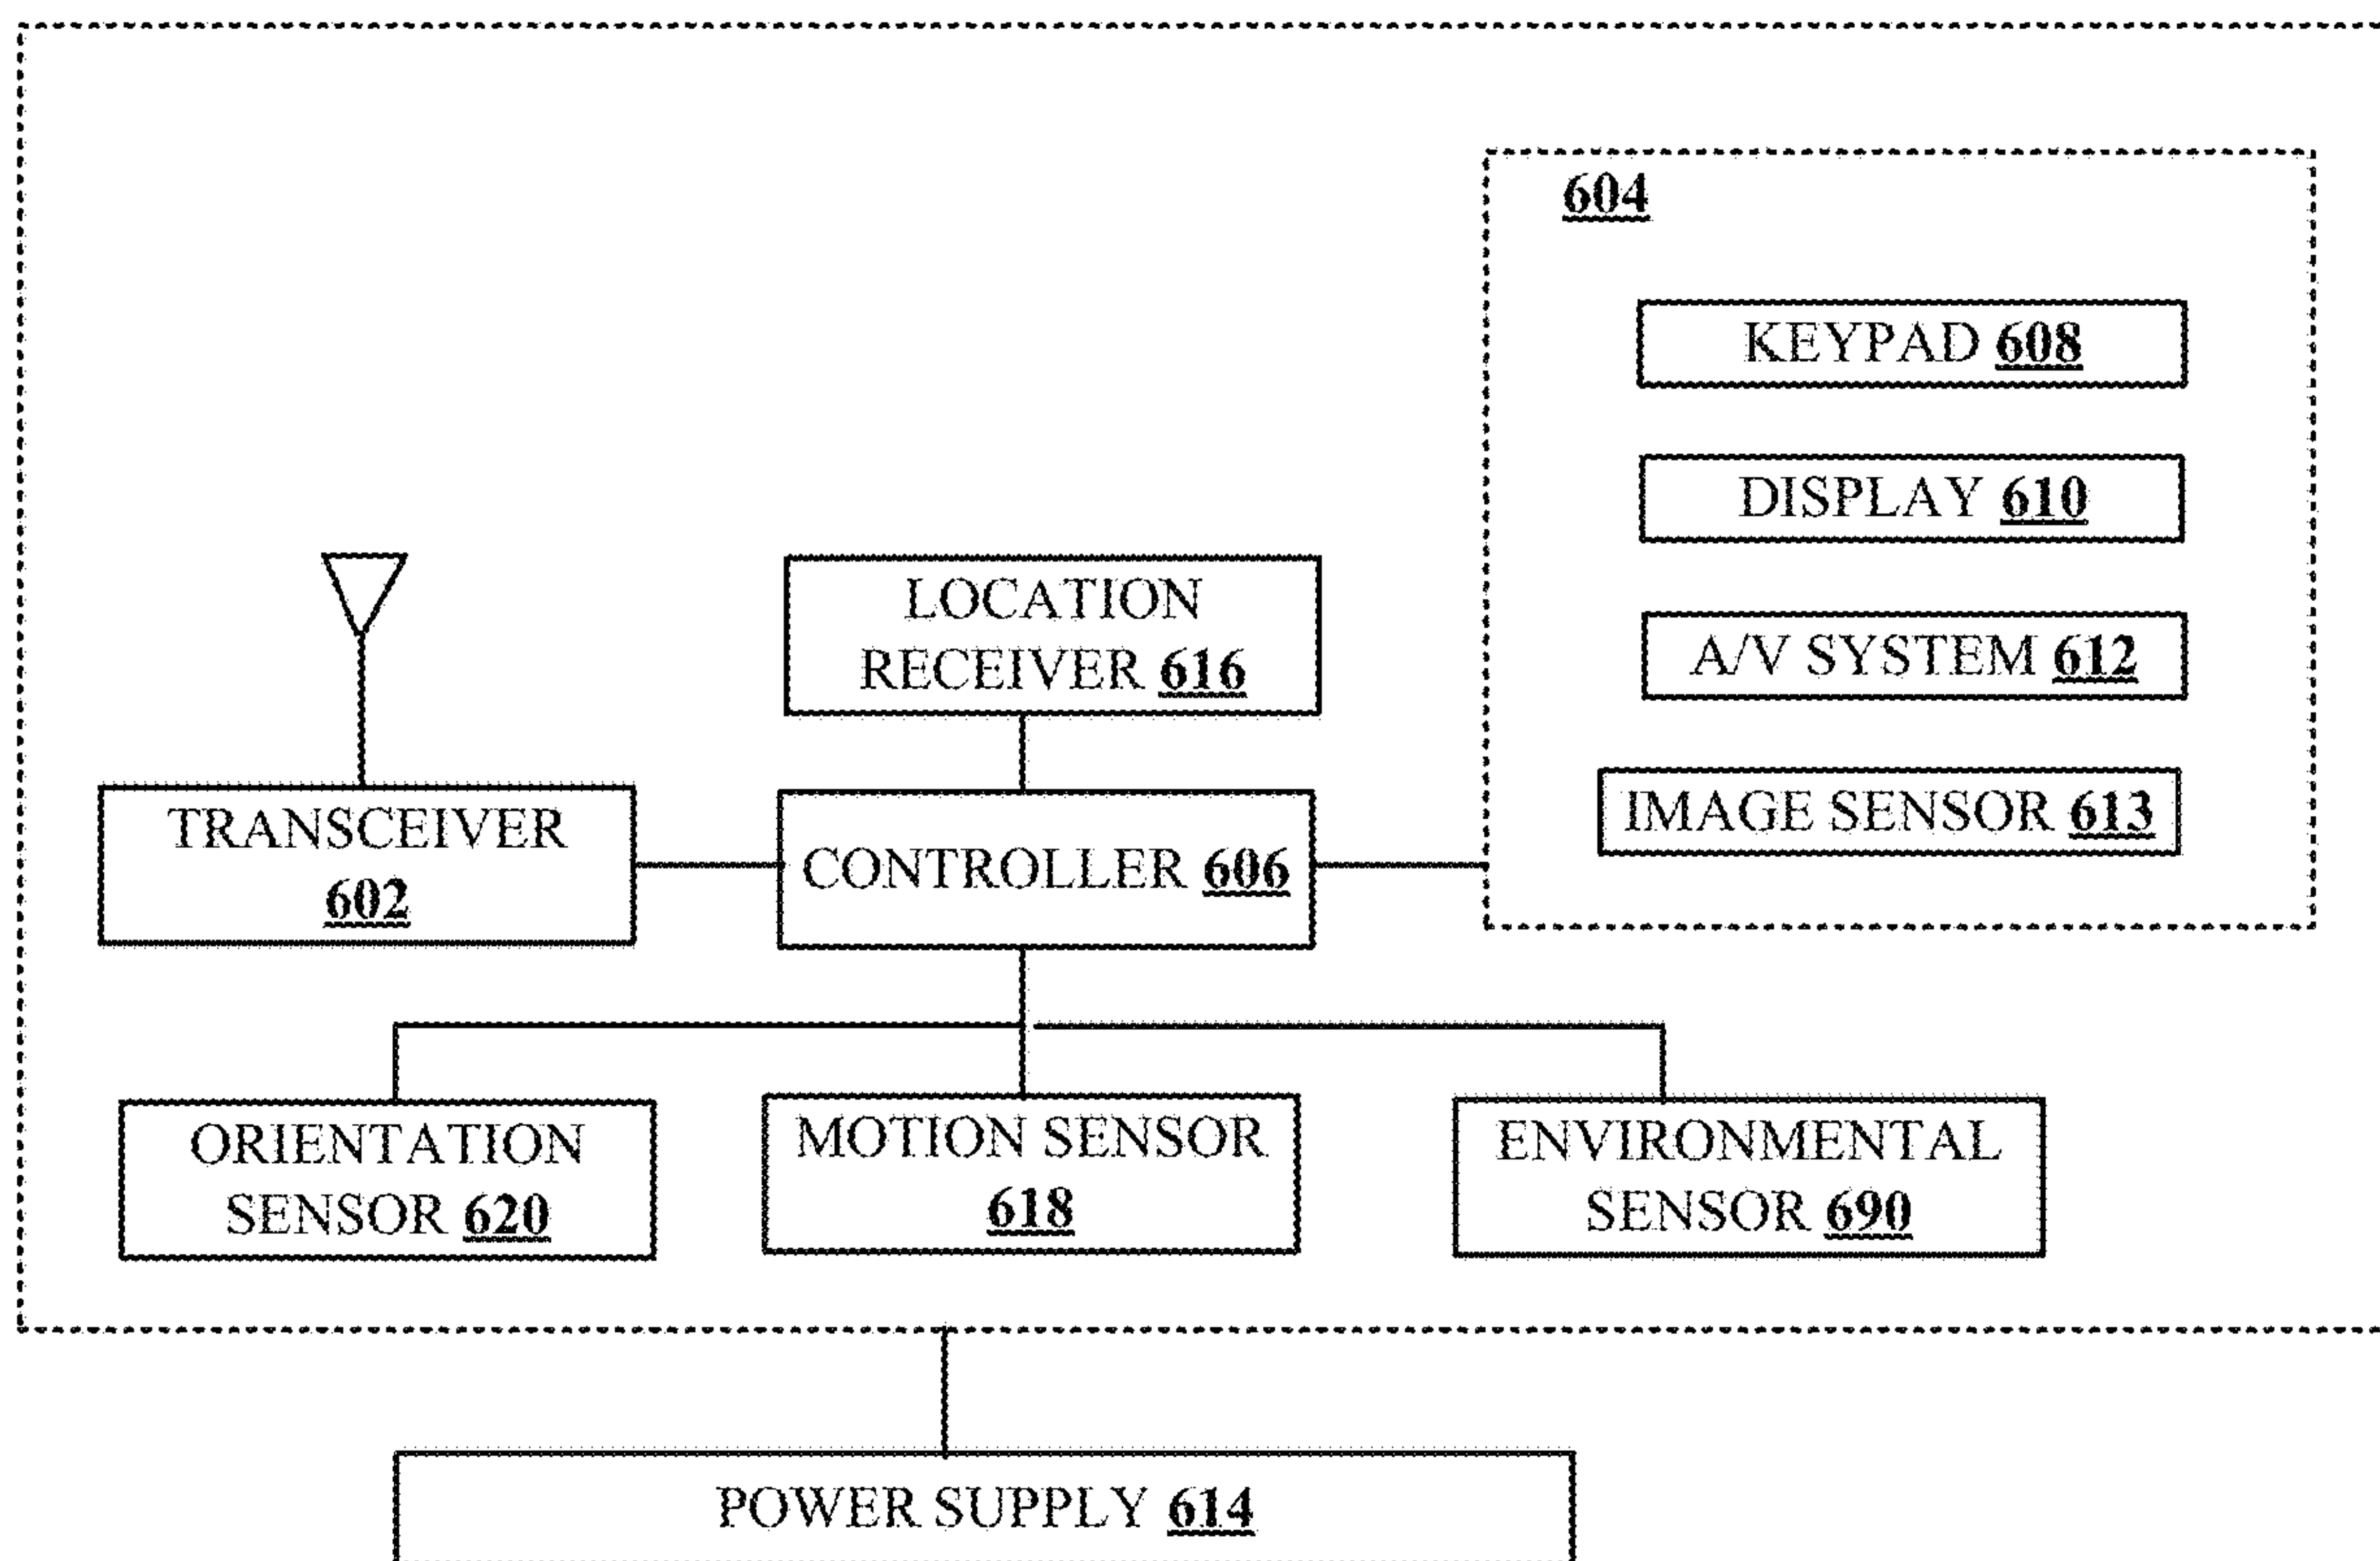 604
KEYPAD 608
DISPLAY 610
A/V SYSTEM 612
IMAGE SENSOR 613
LOCATION
RECEIVER 616
TRANSCEIVER
602
CONTROLLER 606
ORIENTATION
SENSOR 620
MOTION SENSOR
618
ENVIRONMENTAL
SENSOR 690
POWER SUPPLY 614